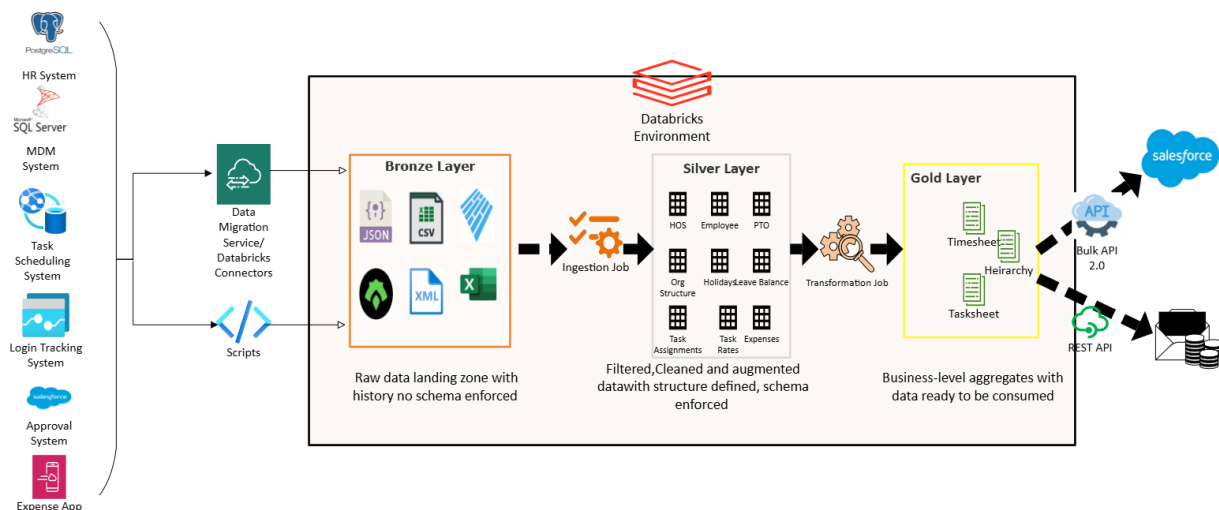 PostgreSQL
HR System
Microsoft
SQL Server
MDM
System
Task
Scheduling
System
Login Tracking
System
salesforce
Approval
System
Expense App
Data
Migration
Service/
Databricks
Connectors
Scripts
Databricks
Environment
Bronze Layer
{;}
JSON
X
CSV
XML
X
Raw data landing zone with
history no schema enforced
Ingestion Job
Silver Layer
HOS
Employee
PTO
Org
Structure
Holidays
Leave Balance
Task
Assignments
Task
Rates
Expenses
Filtered,Cleaned and augmented
datawith structure defined, schema
enforced
Transformation Job
Gold Layer
Timesheet
Heirarchy
Tasksheet
Business-level aggregates with
data ready to be consumed
API
Bulk API
2.0
REST API
salesforce